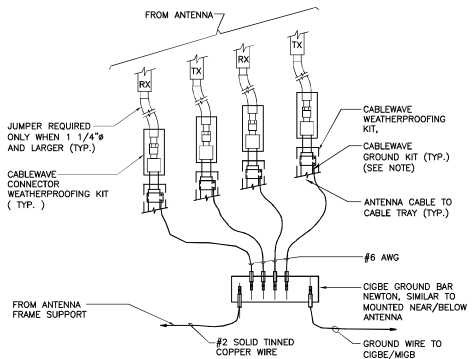 FROM ANTENNA
RX
TX
RX
TX
JUMPER REQUIRED
ONLY WHEN 1 1/4"ø
AND LARGER (TYP.)
CABLEWAVE
CONNECTOR
WEATHERPROOFING KIT
( TYP. )
CABLEWAVE
WEATHERPROOFING
KIT,
CABLEWAVE
GROUND KIT (TYP.)
(SEE NOTE)
ANTENNA CABLE TO
CABLE TRAY (TYP.)
#6 AWG
CIGBE GROUND BAR
NEWTON, SIMILAR TO
MOUNTED NEAR/BELOW
ANTENNA
FROM ANTENNA
FRAME SUPPORT
#2 SOLID TINNED
COPPER WIRE
GROUND WIRE TO
CIGBE/MIGB